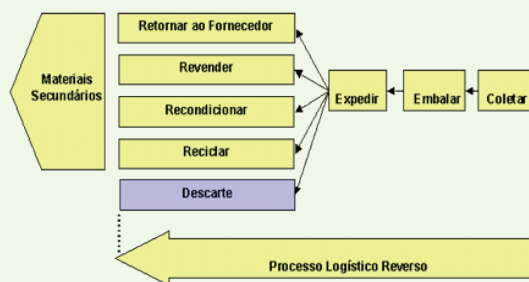 Retornar ao Fornecedor
Revender
Materiais
Secundários
Recondicionar
Expedir
Embalar
Coletar
Reciclar
Descarte
Processo Logístico Reverso